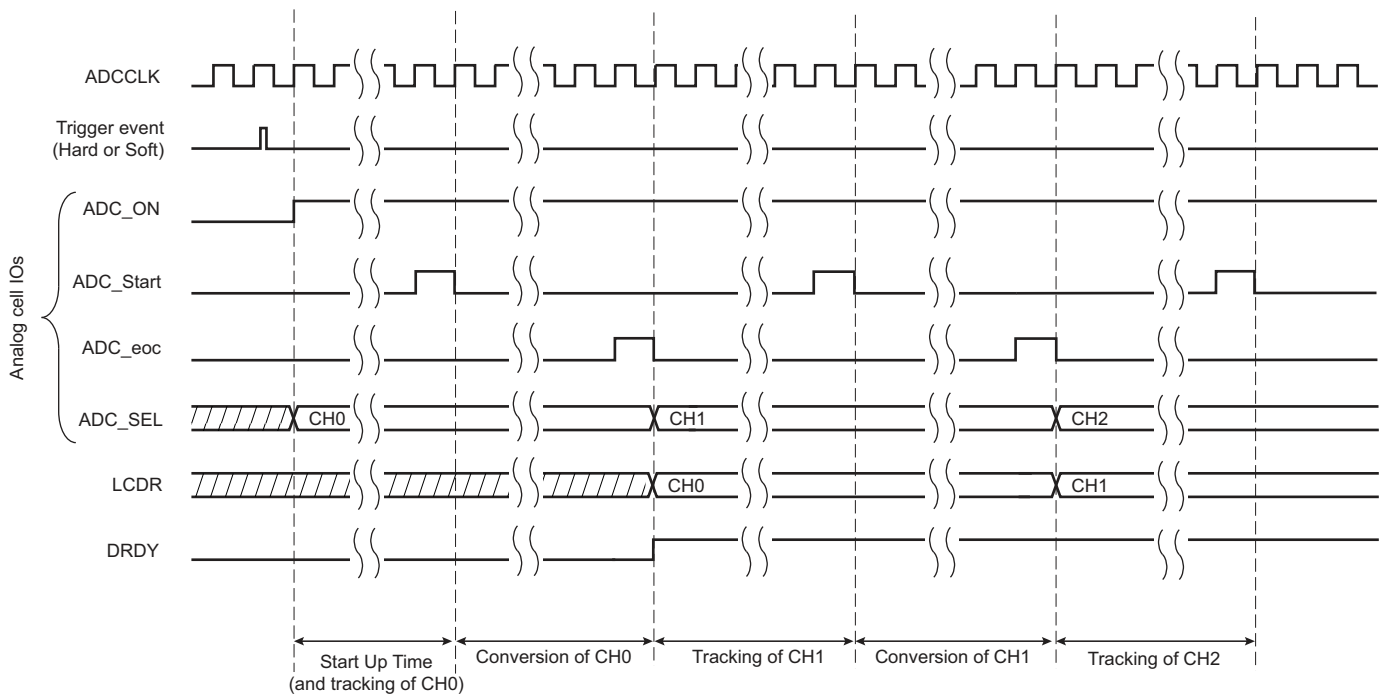 ADCCLK
Trigger event
(Hard or Soft)
Analog cell IOs
ADC_ON
ADC_Start
ADC_eoc
ADC_SEL
CH0
CH1
CH2
LCDR
CH0
CH1
DRDY
Start Up Time
(and tracking of CH0)
Conversion of CH0
Tracking of CH1
Conversion of CH1
Tracking of CH2